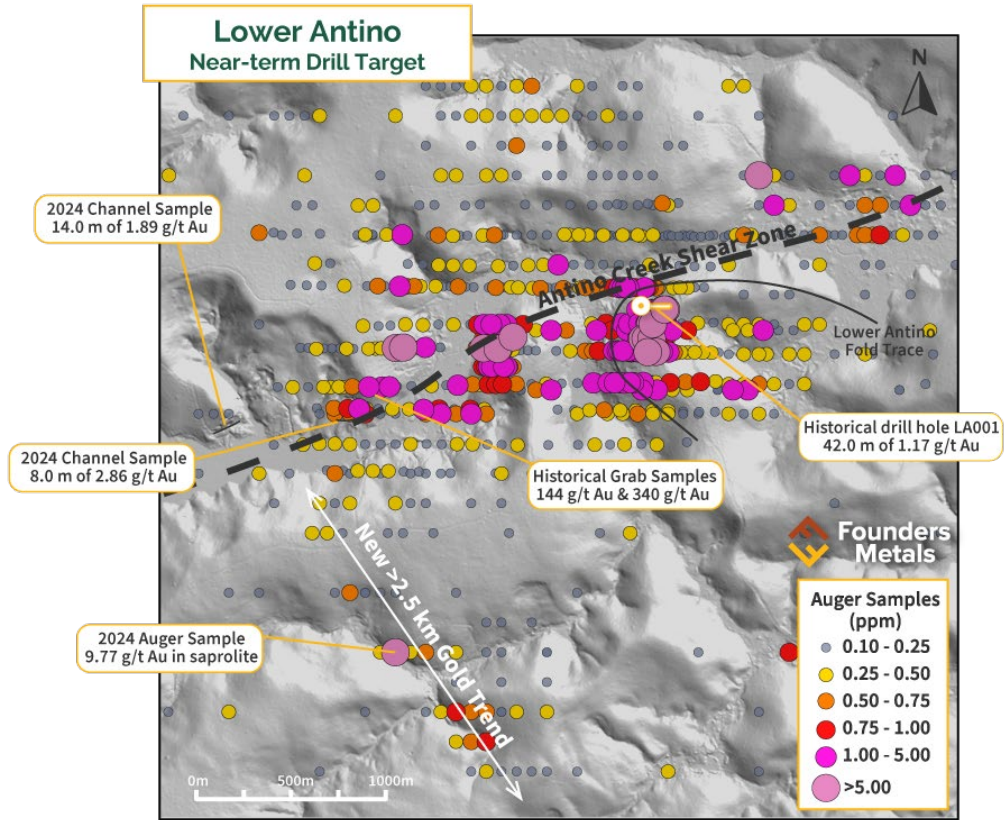 Lower Antino
Near-term Drill Target
N
2024 Channel Sample
14.0 m of 1.89 g/t Au
Antino Creek Shear Zone
Lower Antino
Fold Trace
Historical drill hole LA001
42.0 m of 1.17 g/t Au
2024 Channel Sample
8.0 m of 2.86 g/t Au
Historical Grab Samples
144 g/t Au & 340 g/t Au
New >2.5 km Gold Trend
Founders
Metals
2024 Auger Sample
9.77 g/t Au in saprolite
Auger Samples
(ppm)
0.10 - 0.25
0.25 - 0.50
0.50 - 0.75
0.75 - 1.00
1.00 - 5.00
>5.00
0m 500m 1000m